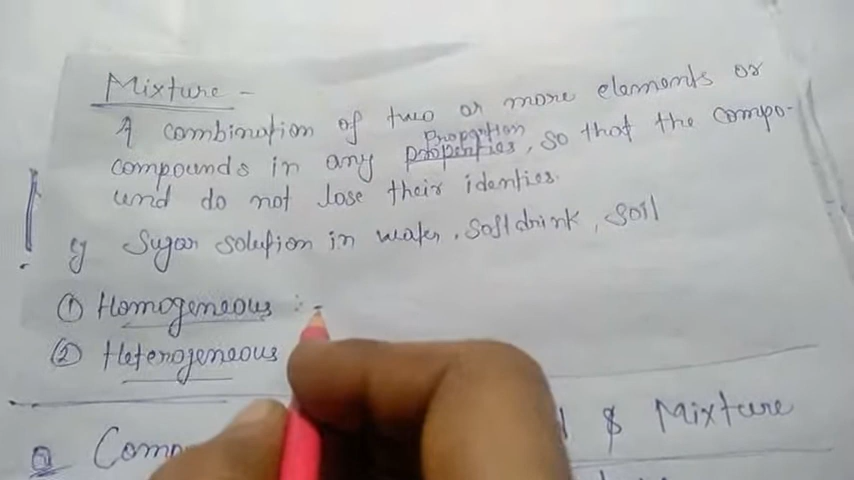 Mixture -
A combination of two or more elements or
compounds in any properties Proportion, so that the compo-
und do not lose their identies.
eg Sugar solution in water, soft drink, soil
① Homogeneous :-
② Heterogeneous
Q & Mixture